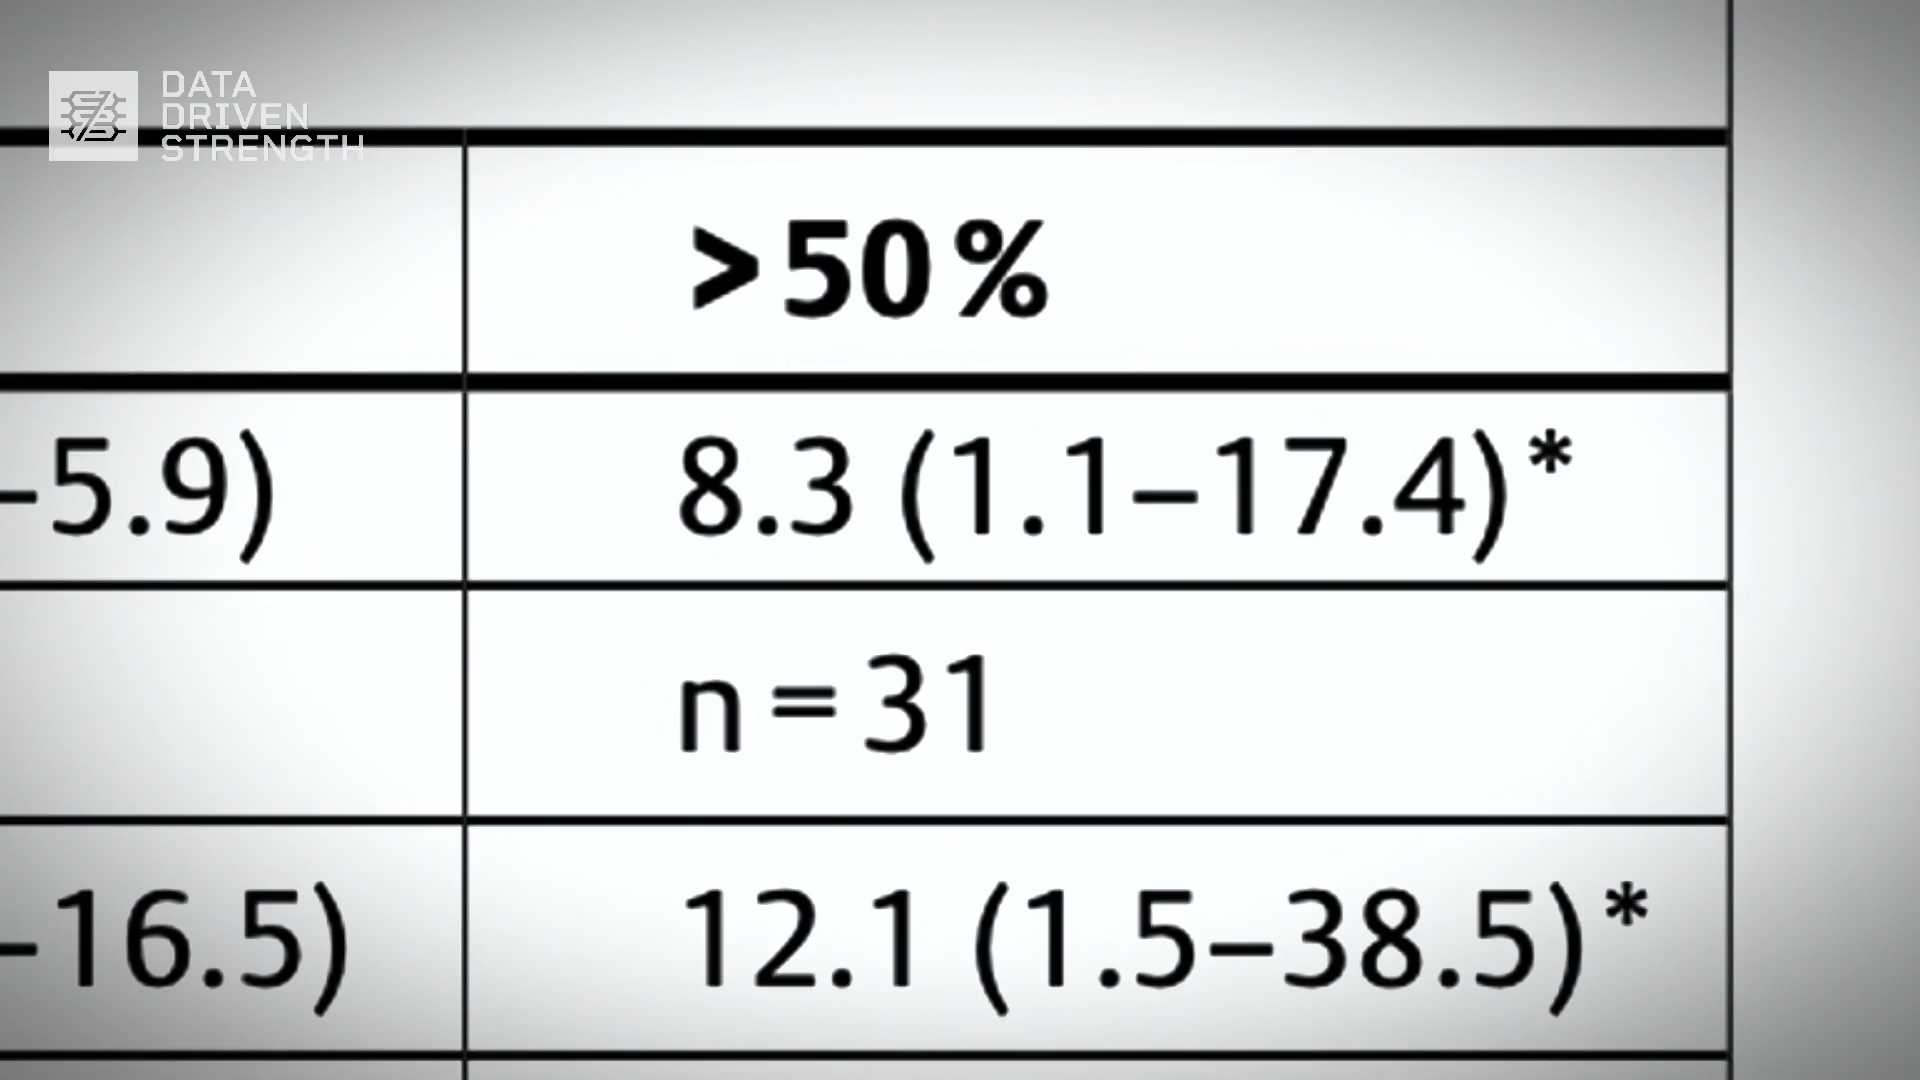 DATA
DRIVEN
STRENGTH
>50%
–5.9) 8.3 (1.1–17.4)*
n=31
–16.5) 12.1 (1.5–38.5)*